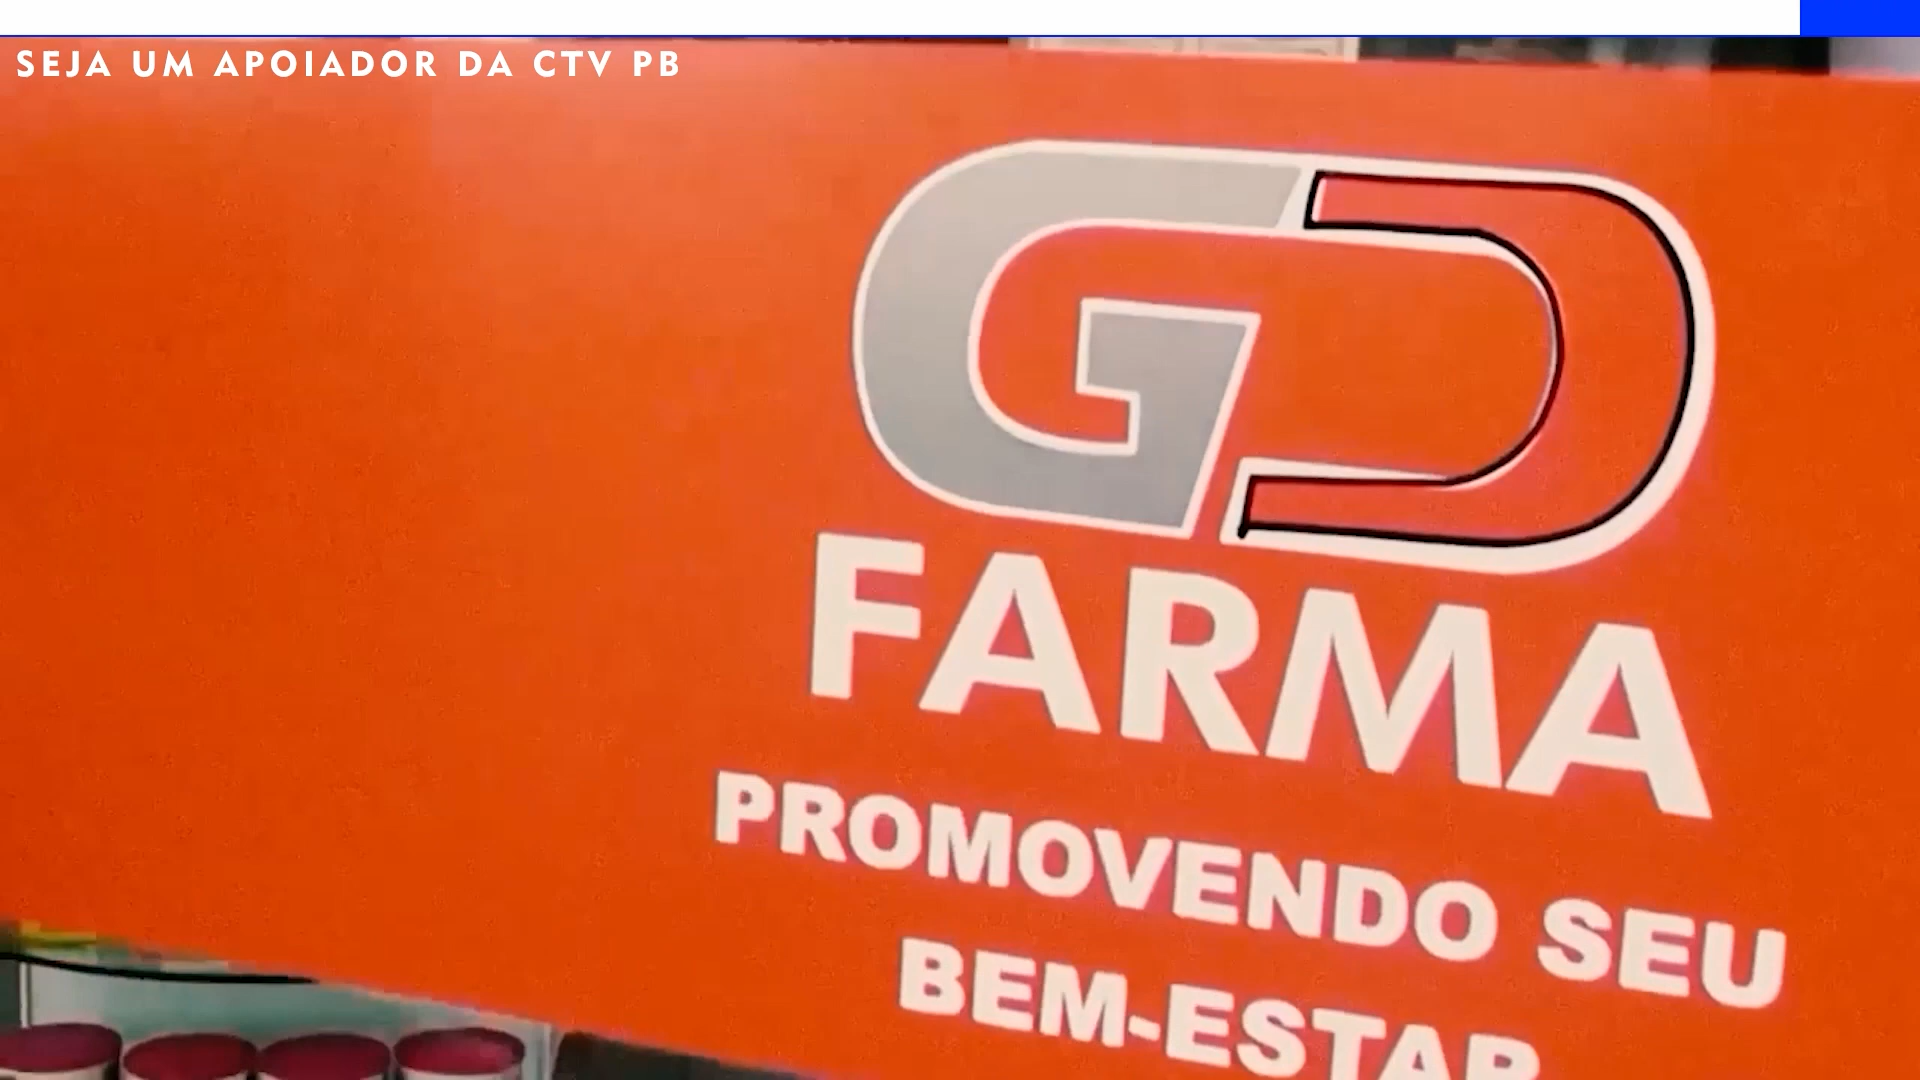 SEJA UM APOIADOR DA CTV PB
GD
FARMA
PROMOVENDO SEU
BEM-ESTAR